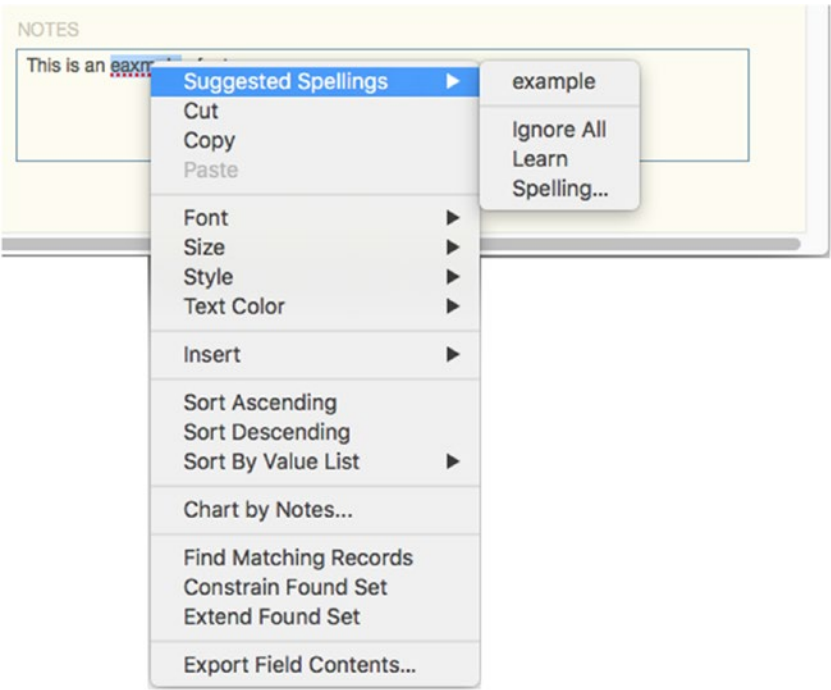 NOTES
This is an eaxm
Suggested Spellings
example
Cut
Copy
Paste
Ignore All
Learn
Spelling...
Font
Size
Style
Text Color
Insert
Sort Ascending
Sort Descending
Sort By Value List
Chart by Notes...
Find Matching Records
Constrain Found Set
Extend Found Set
Export Field Contents...